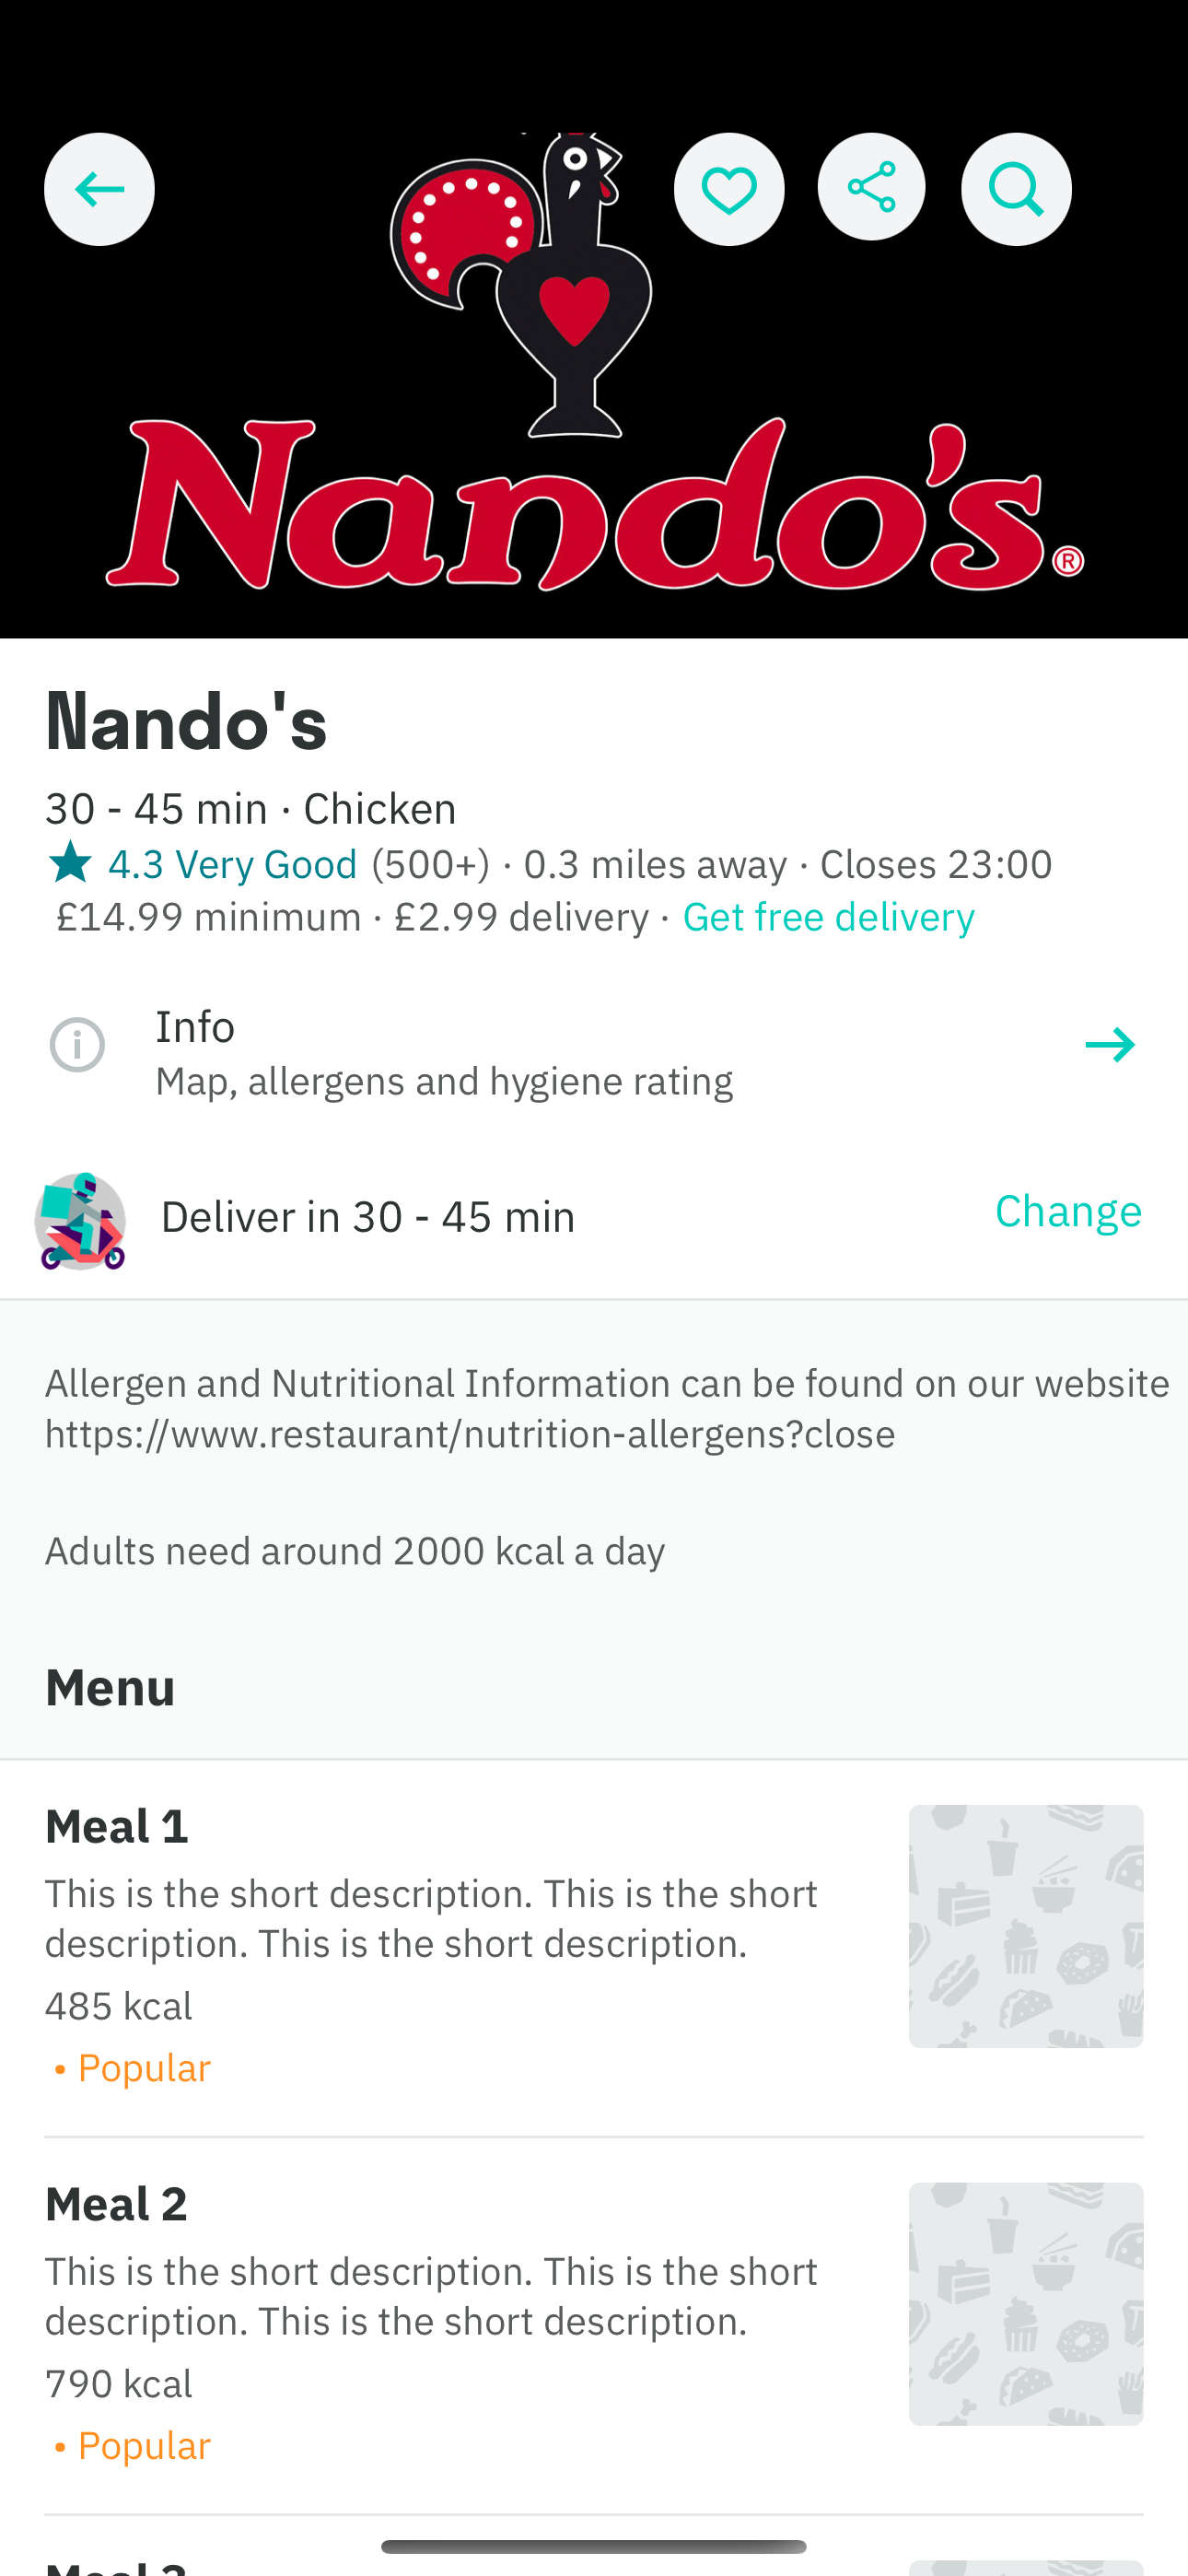 Nando's®
Nando's
30 - 45 min · Chicken
4.3 Very Good (500+) · 0.3 miles away · Closes 23:00
£14.99 minimum · £2.99 delivery · Get free delivery
Info
Map, allergens and hygiene rating
Deliver in 30 - 45 min
Change
Allergen and Nutritional Information can be found on our website
https://www.restaurant/nutrition-allergens?close
Adults need around 2000 kcal a day
Menu
Meal 1
This is the short description. This is the short
description. This is the short description.
485 kcal
• Popular
Meal 2
This is the short description. This is the short
description. This is the short description.
790 kcal
• Popular
Meal 3